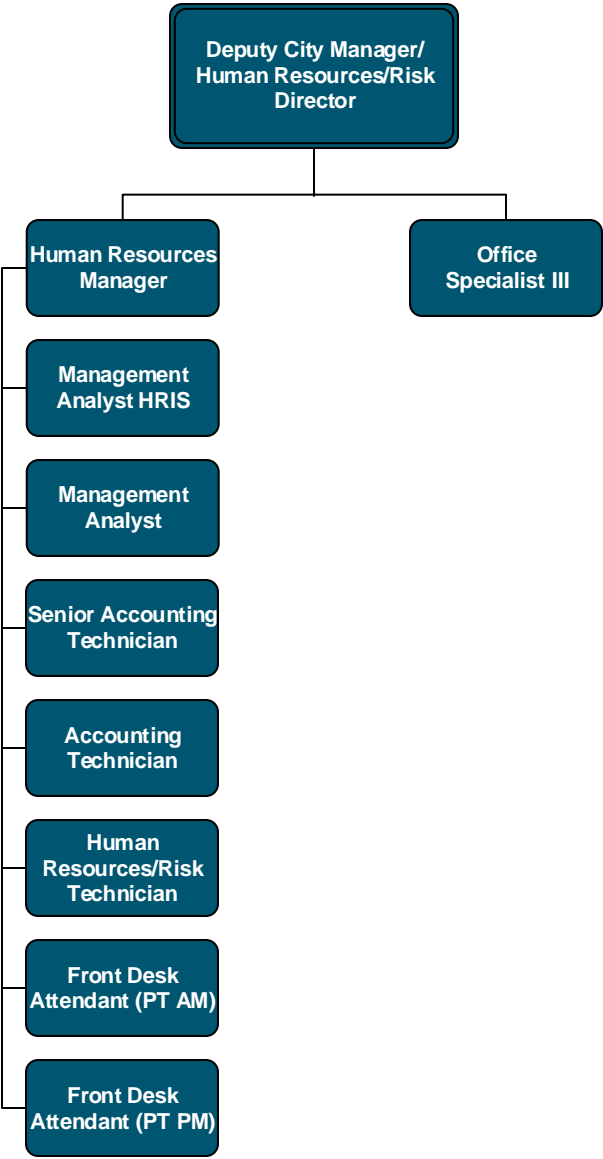 Deputy City Manager/
Human Resources/Risk
Director
Human Resources
Manager
Office
Specialist III
Management
Analyst HRIS
Management
Analyst
Senior Accounting
Technician
Accounting
Technician
Human
Resources/Risk
Technician
Front Desk
Attendant (PT AM)
Front Desk
Attendant (PT PM)